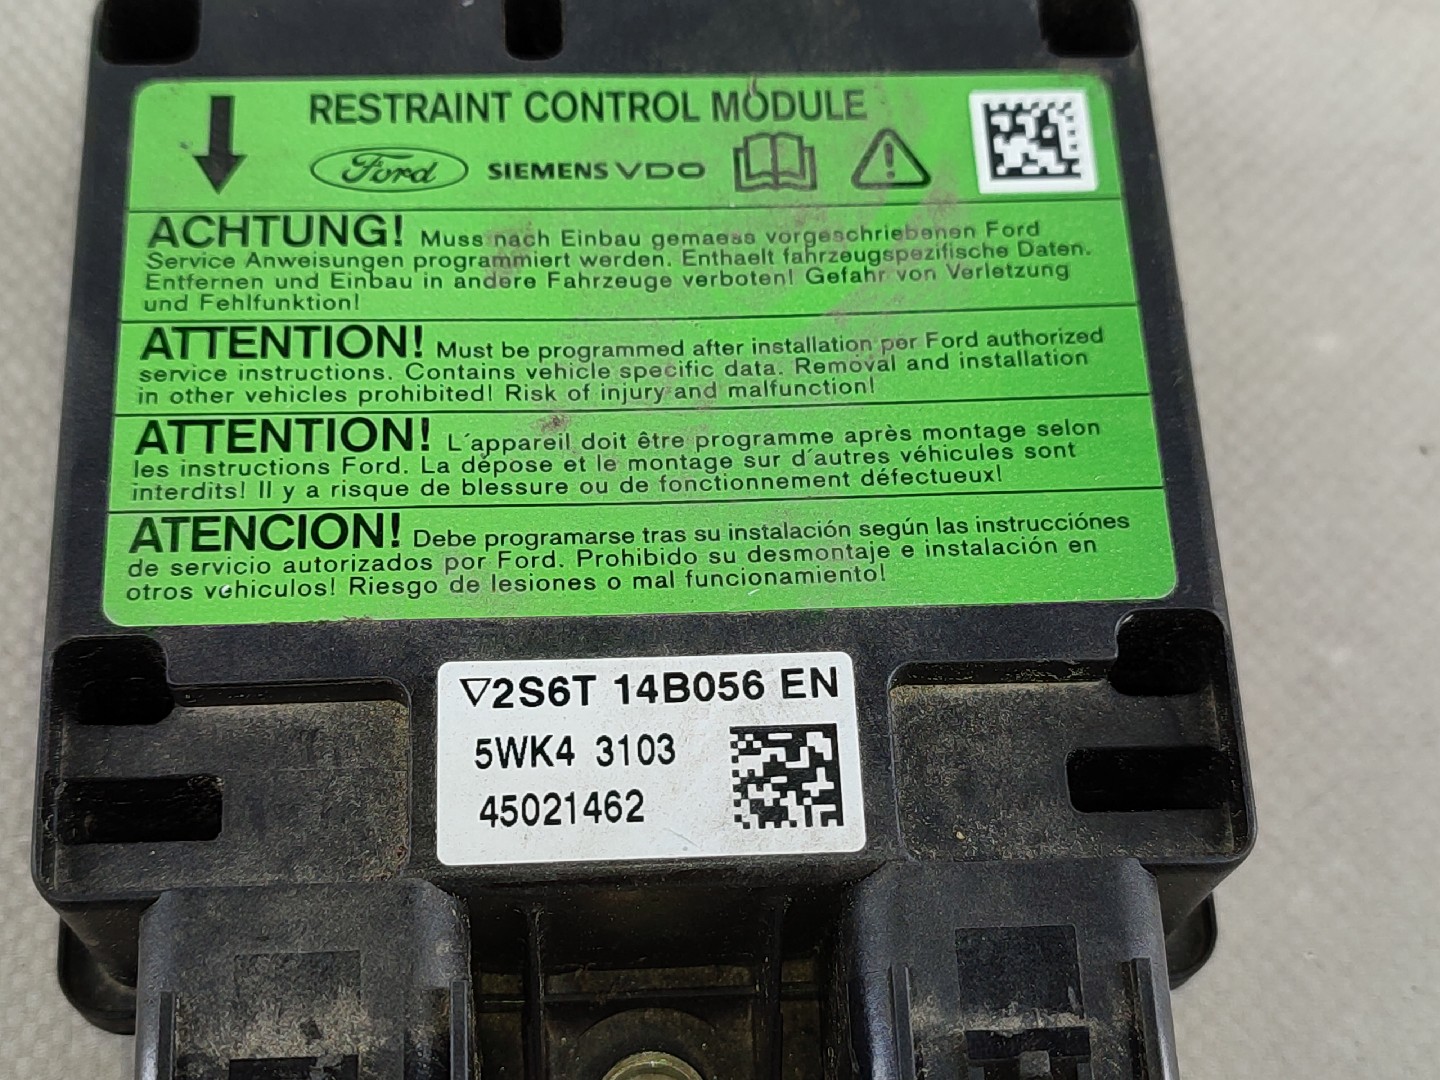 RESTRAINT CONTROL MODULE
Ford SIEMENS VDO
ACHTUNG! Muss nach Einbau gemaess vorgeschriebenen Ford
Service Anweisungen programmiert werden. Enthaelt fahrzeugspezifische Daten.
Entfernen und Einbau in andere Fahrzeuge verboten! Gefahr von Verletzung
und Fehlfunktion!
ATTENTION! Must be programmed after installation per Ford authorized
service instructions. Contains vehicle specific data. Removal and installation
in other vehicles prohibited! Risk of injury and malfunction!
ATTENTION! L´appareil doit être programme après montage selon
les instructions Ford. La dépose et le montage sur d´autres véhicules sont
interdits! Il y a risque de blessure ou de fonctionnement défectueux!
ATENCION! Debe programarse tras su instalación según las instrucciónes
de servicio autorizados por Ford. Prohibido su desmontaje e instalación en
otros vehiculos! Riesgo de lesiones o mal funcionamiento!
▽2S6T 14B056 EN
5WK4 3103
45021462